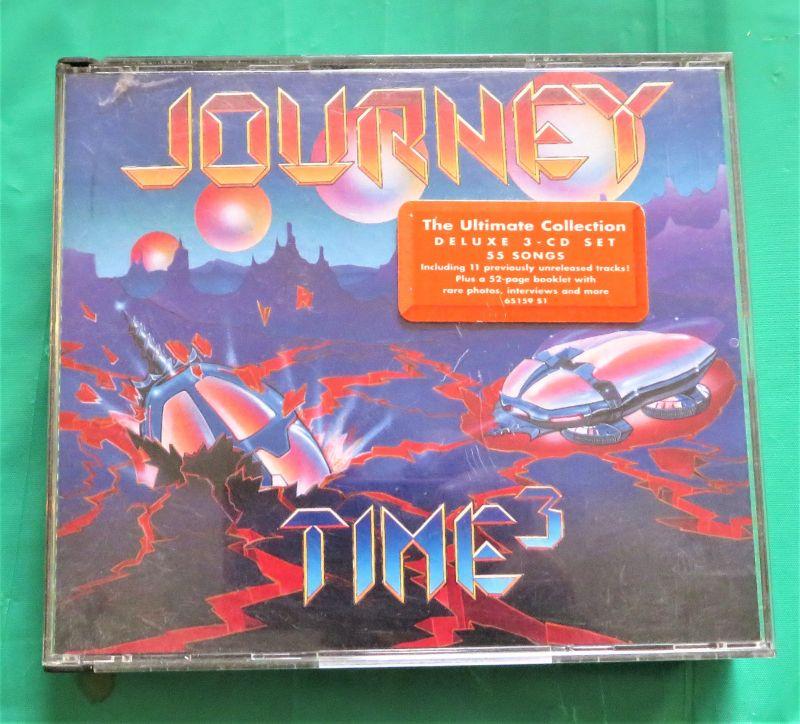 JOURNEY
The Ultimate Collection
DELUXE 3-CD SET
55 SONGS
Including 11 previously unreleased tracks!
Plus a 52-page booklet with
rare photos, interviews and more
65159 S1
TIME³